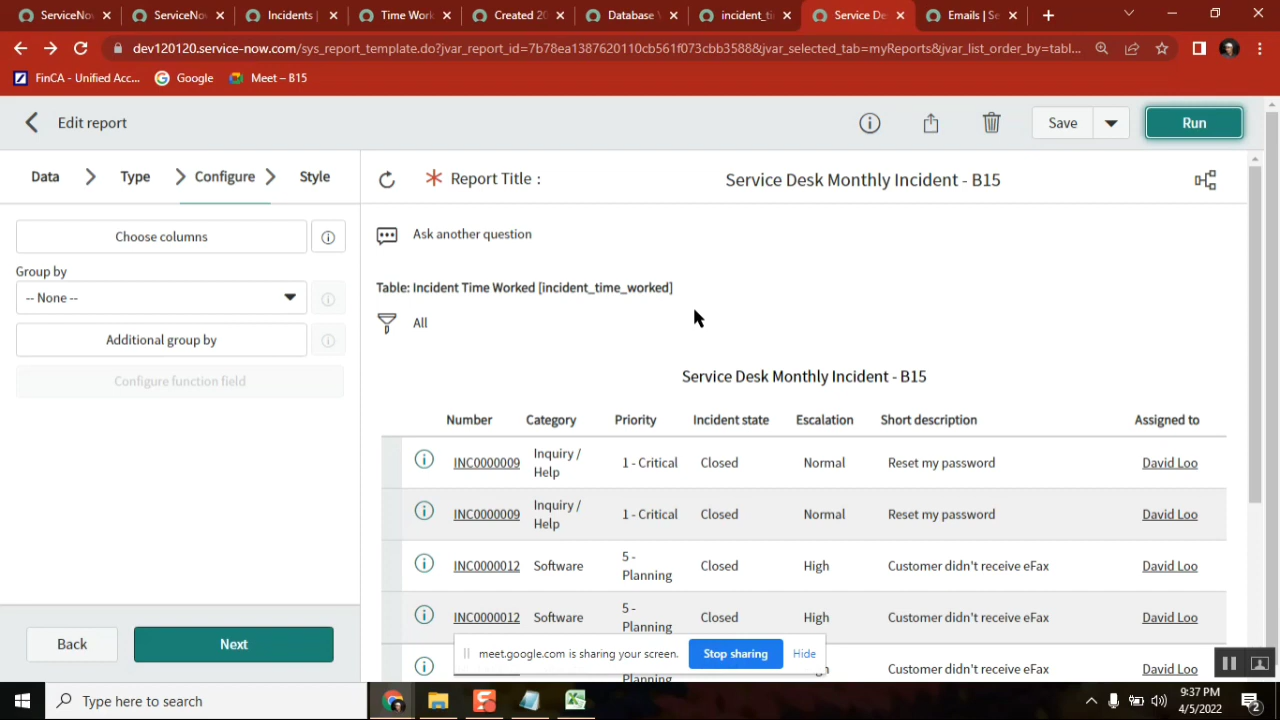 ServiceNo
ServiceNo
Incidents |
Time Work
Created 20
Database \
incident_ti
Service De
Emails | Se
dev120120.service-now.com/sys_report_template.do?jvar_report_id=7b78ea1387620110cb561f073cbb3588&jvar_selected_tab=myReports&jvar_list_order_by=tabl...
FinCA - Unified Acc...
Google
Meet – B15
Edit report
Save
Run
Data
Type
Configure
Style
Report Title :
Service Desk Monthly Incident - B15
Choose columns
Ask another question
Group by
-- None --
Table: Incident Time Worked [incident_time_worked]
All
Additional group by
Configure function field
Service Desk Monthly Incident - B15
Number Category Priority Incident state Escalation Short description Assigned to
INC0000009 Inquiry / Help 1 - Critical Closed Normal Reset my password David Loo
INC0000009 Inquiry / Help 1 - Critical Closed Normal Reset my password David Loo
INC0000012 Software 5 - Planning Closed High Customer didn't receive eFax David Loo
INC0000012 Software 5 - Planning Closed High Customer didn't receive eFax David Loo
5 - Planning Customer didn't receive eFax David Loo
Back
Next
meet.google.com is sharing your screen.
Stop sharing
Hide
Type here to search
9:37 PM
4/5/2022
2